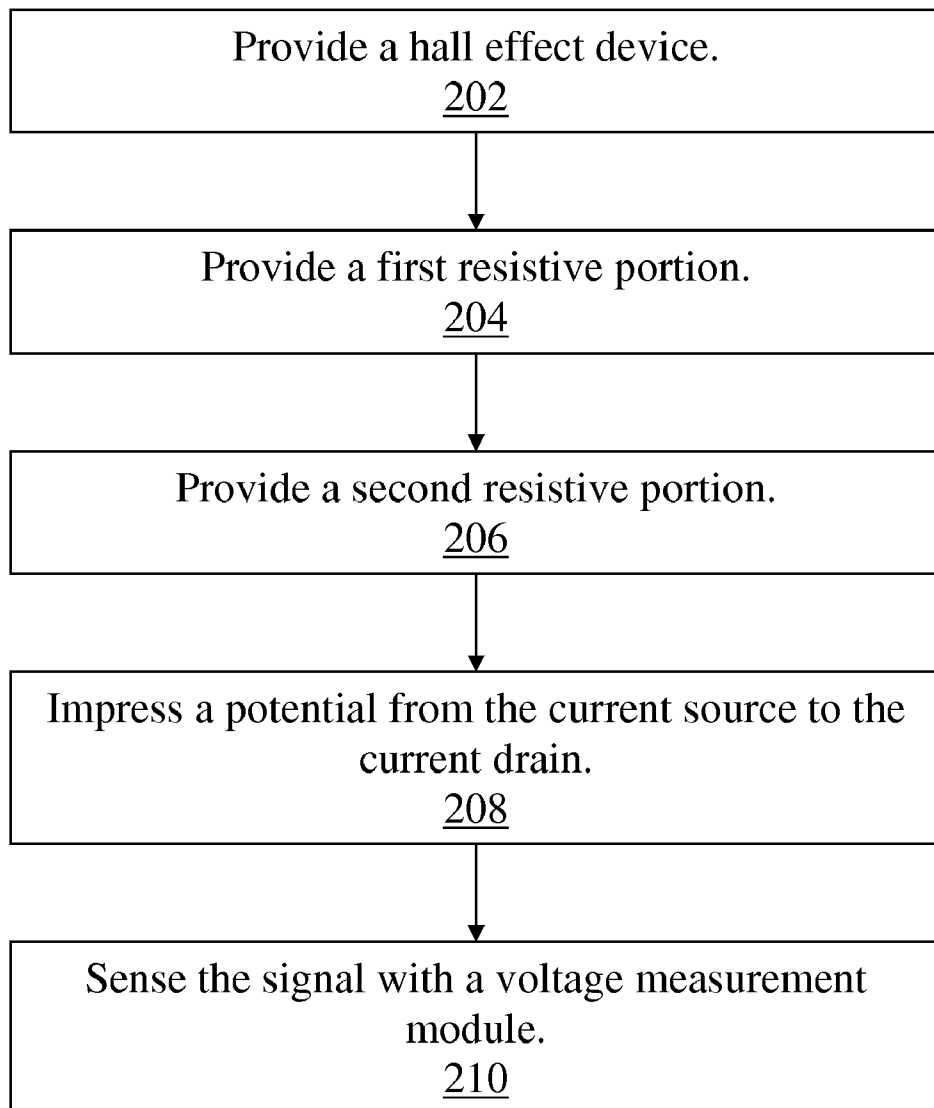 Provide a hall effect device.
202
Provide a first resistive portion.
204
Provide a second resistive portion.
206
Impress a potential from the current source to the
current drain.
208
Sense the signal with a voltage measurement
module.
210